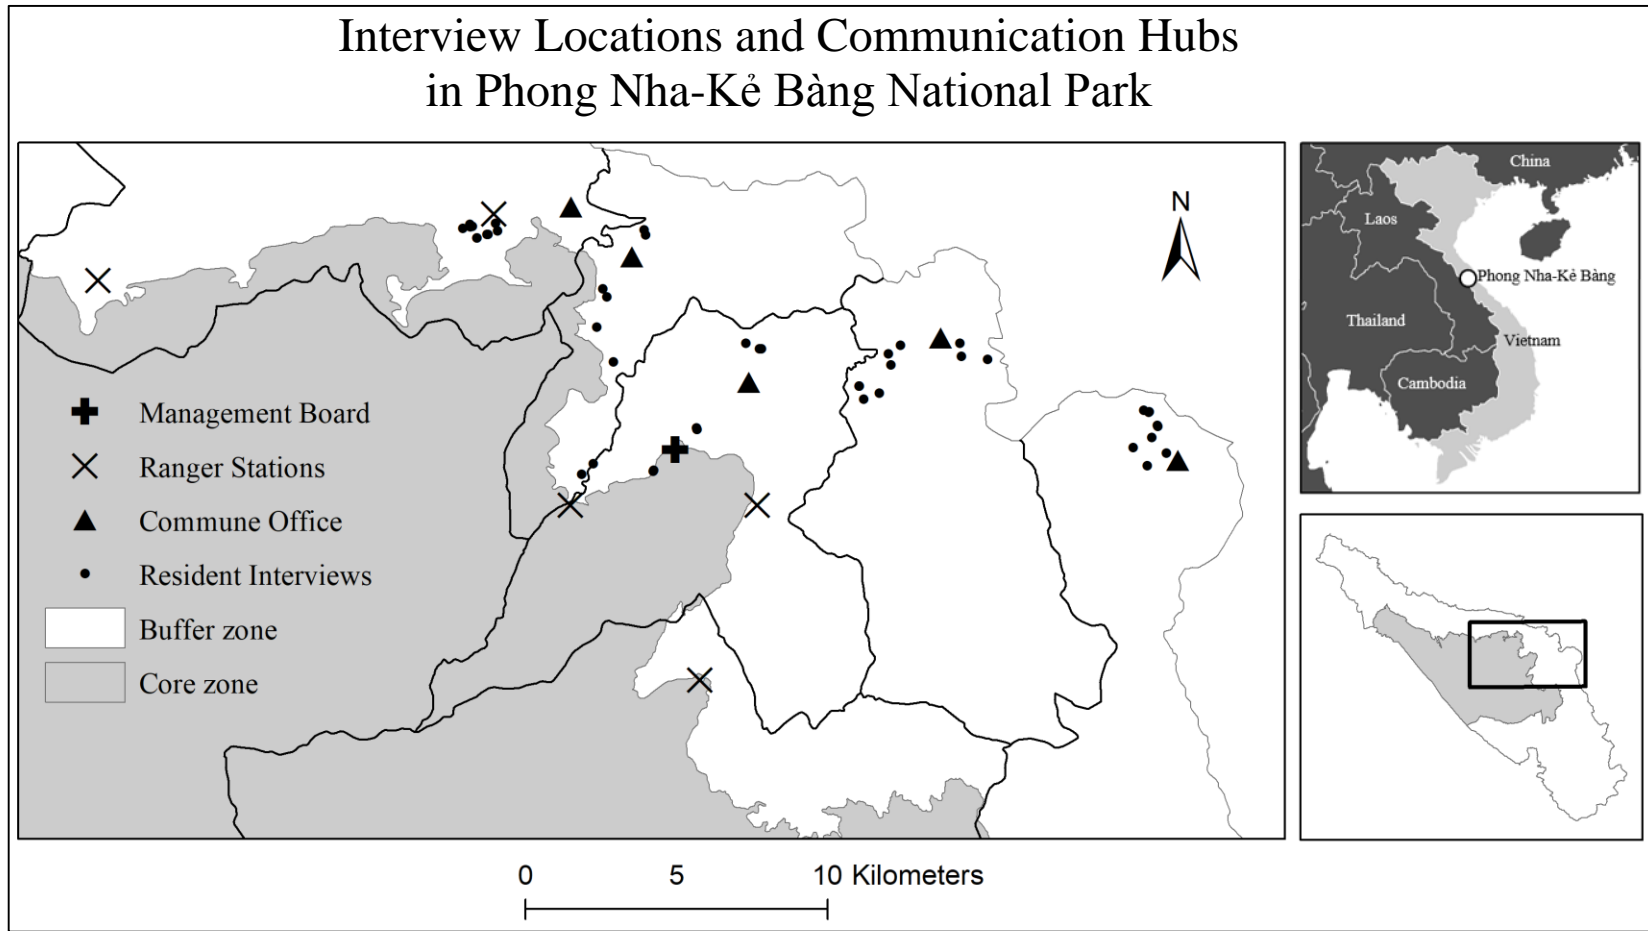 Interview Locations and Communication Hubs
in Phong Nha-Kẻ Bàng National Park
N
Management Board
Ranger Stations
Commune Office
Resident Interviews
Buffer zone
Core zone
China
Laos
Phong Nha-Kẻ Bàng
Thailand
Vietnam
Cambodia
0 5 10 Kilometers